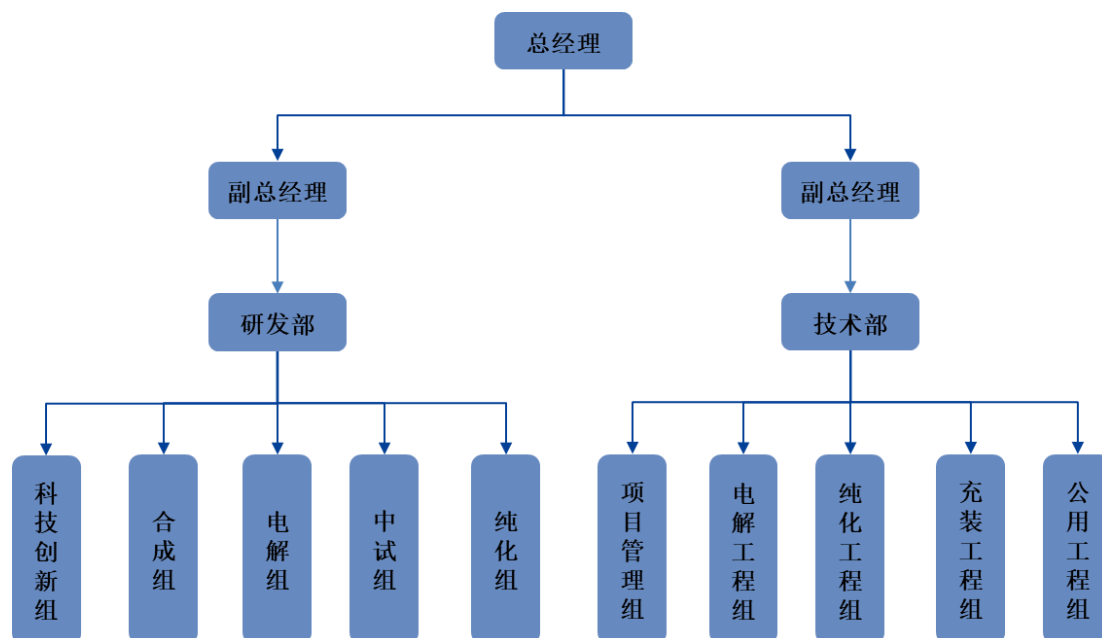 总经理
副总经理
副总经理
研发部
技术部
科技创新组
合成组
电解组
中试组
纯化组
项目管理组
电解工程组
纯化工程组
充装工程组
公用工程组